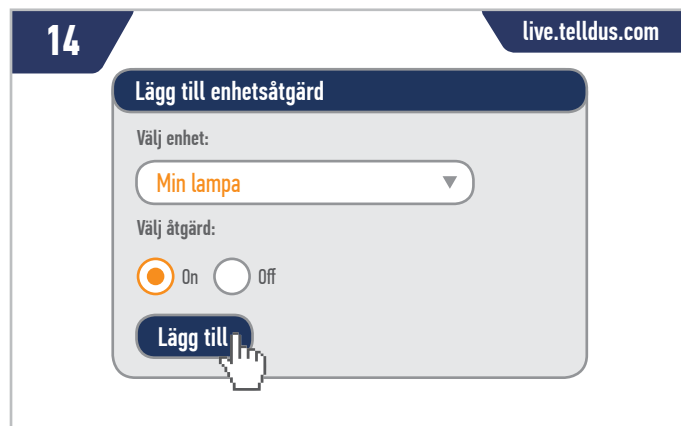 14
live.telldus.com
Lägg till enhetsåtgärd
Välj enhet:
Min lampa
Välj åtgärd:
On Off
Lägg till